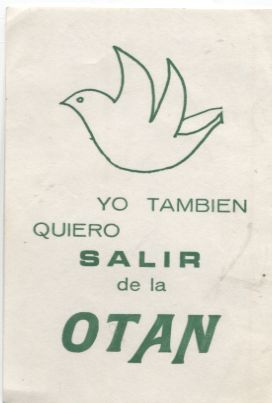 YO TAMBIEN
QUIERO
SALIR
de la
OTAN